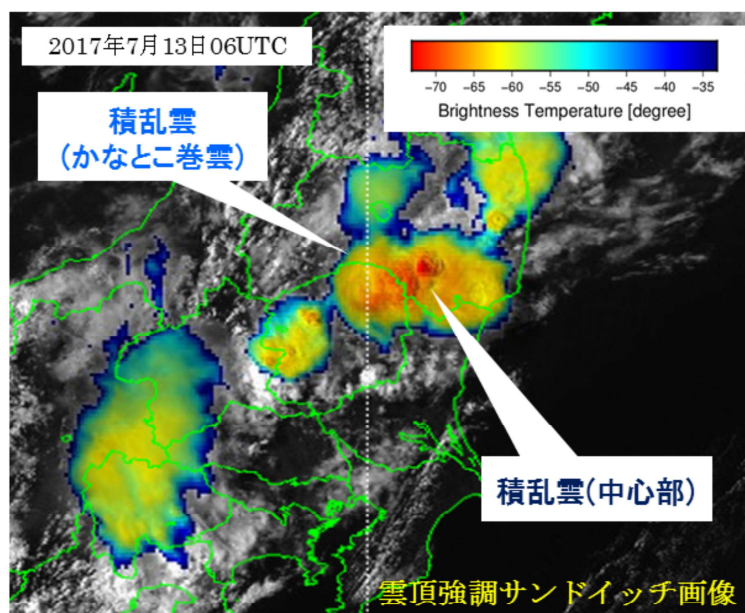 2017年7月13日06UTC
−70 −65 −60 −55 −50 −45 −40 −35
Brightness Temperature [degree]
積乱雲
(かなとこ巻雲)
積乱雲(中心部)
雲頂強調サンドイッチ画像